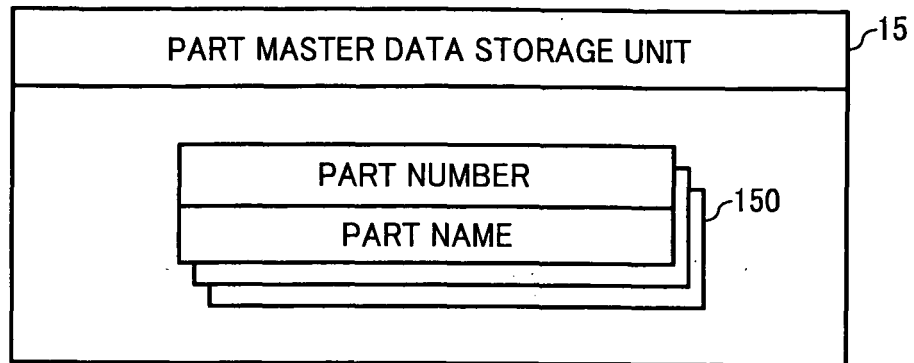 PART MASTER DATA STORAGE UNIT
15
PART NUMBER
PART NAME
150